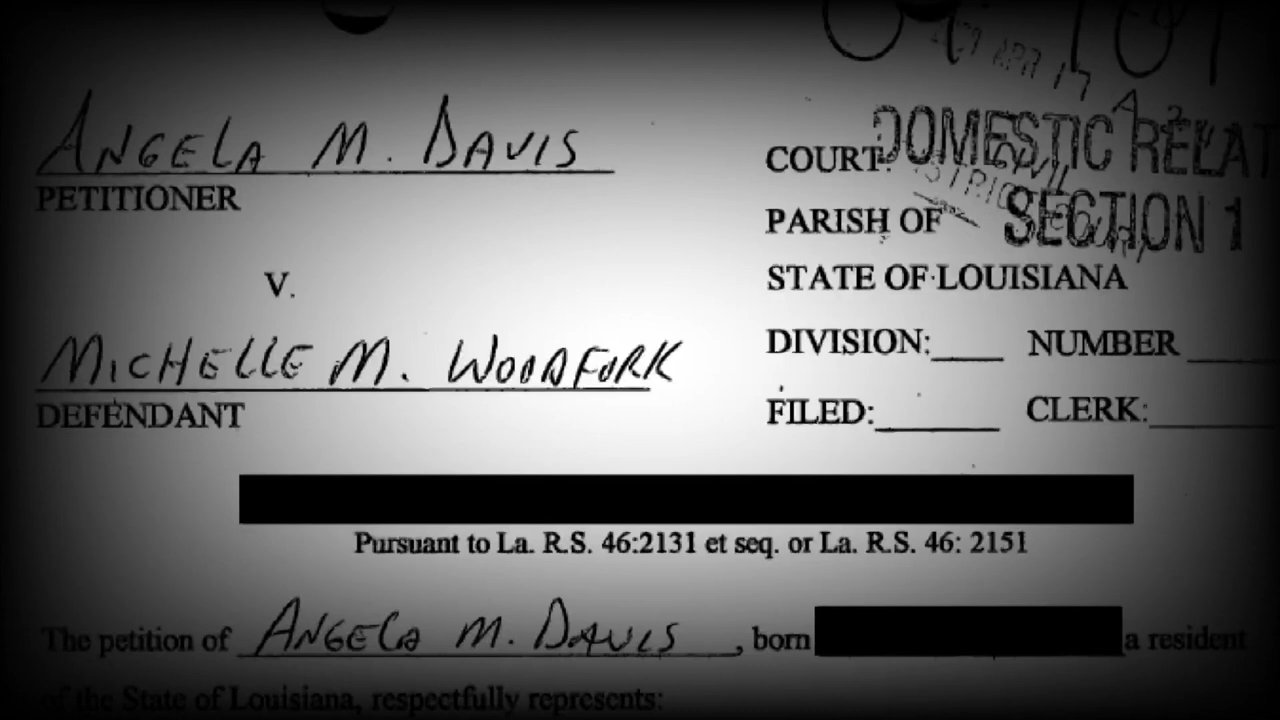 APR 17
ANGELA M. DAVIS
COURT: DOMESTIC RELAT
PETITIONER
PARISH OF SECTION 1
V.
STATE OF LOUISIANA
MICHELLE M. WOODFORK
DIVISION: NUMBER
DEFENDANT
FILED: CLERK:
Pursuant to La. R.S. 46:2131 et seq. or La. R.S. 46: 2151
The petition of ANGELA M. DAVIS, born a resident
of the State of Louisiana, respectfully represents: